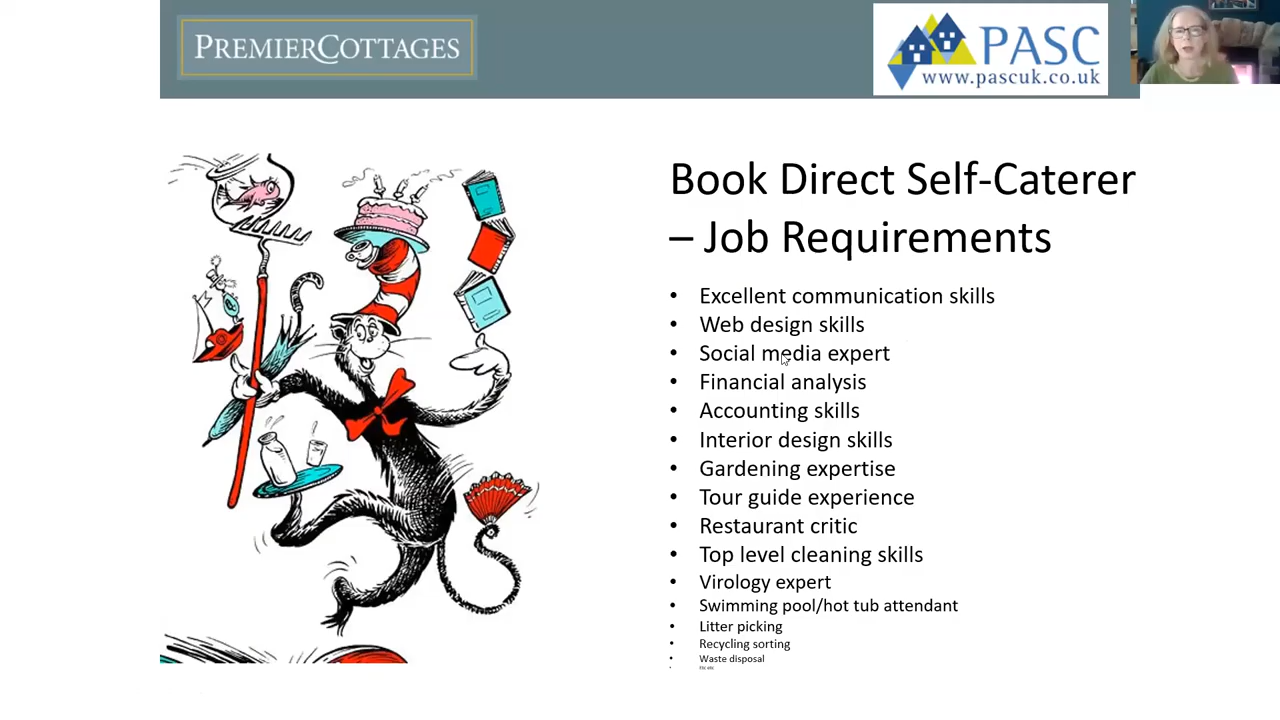 PREMIERCOTTAGES
PASC
www.pascuk.co.uk
Book Direct Self-Caterer
– Job Requirements
• Excellent communication skills
• Web design skills
• Social media expert
• Financial analysis
• Accounting skills
• Interior design skills
• Gardening expertise
• Tour guide experience
• Restaurant critic
• Top level cleaning skills
• Virology expert
• Swimming pool/hot tub attendant
• Litter picking
• Recycling sorting
• Waste disposal